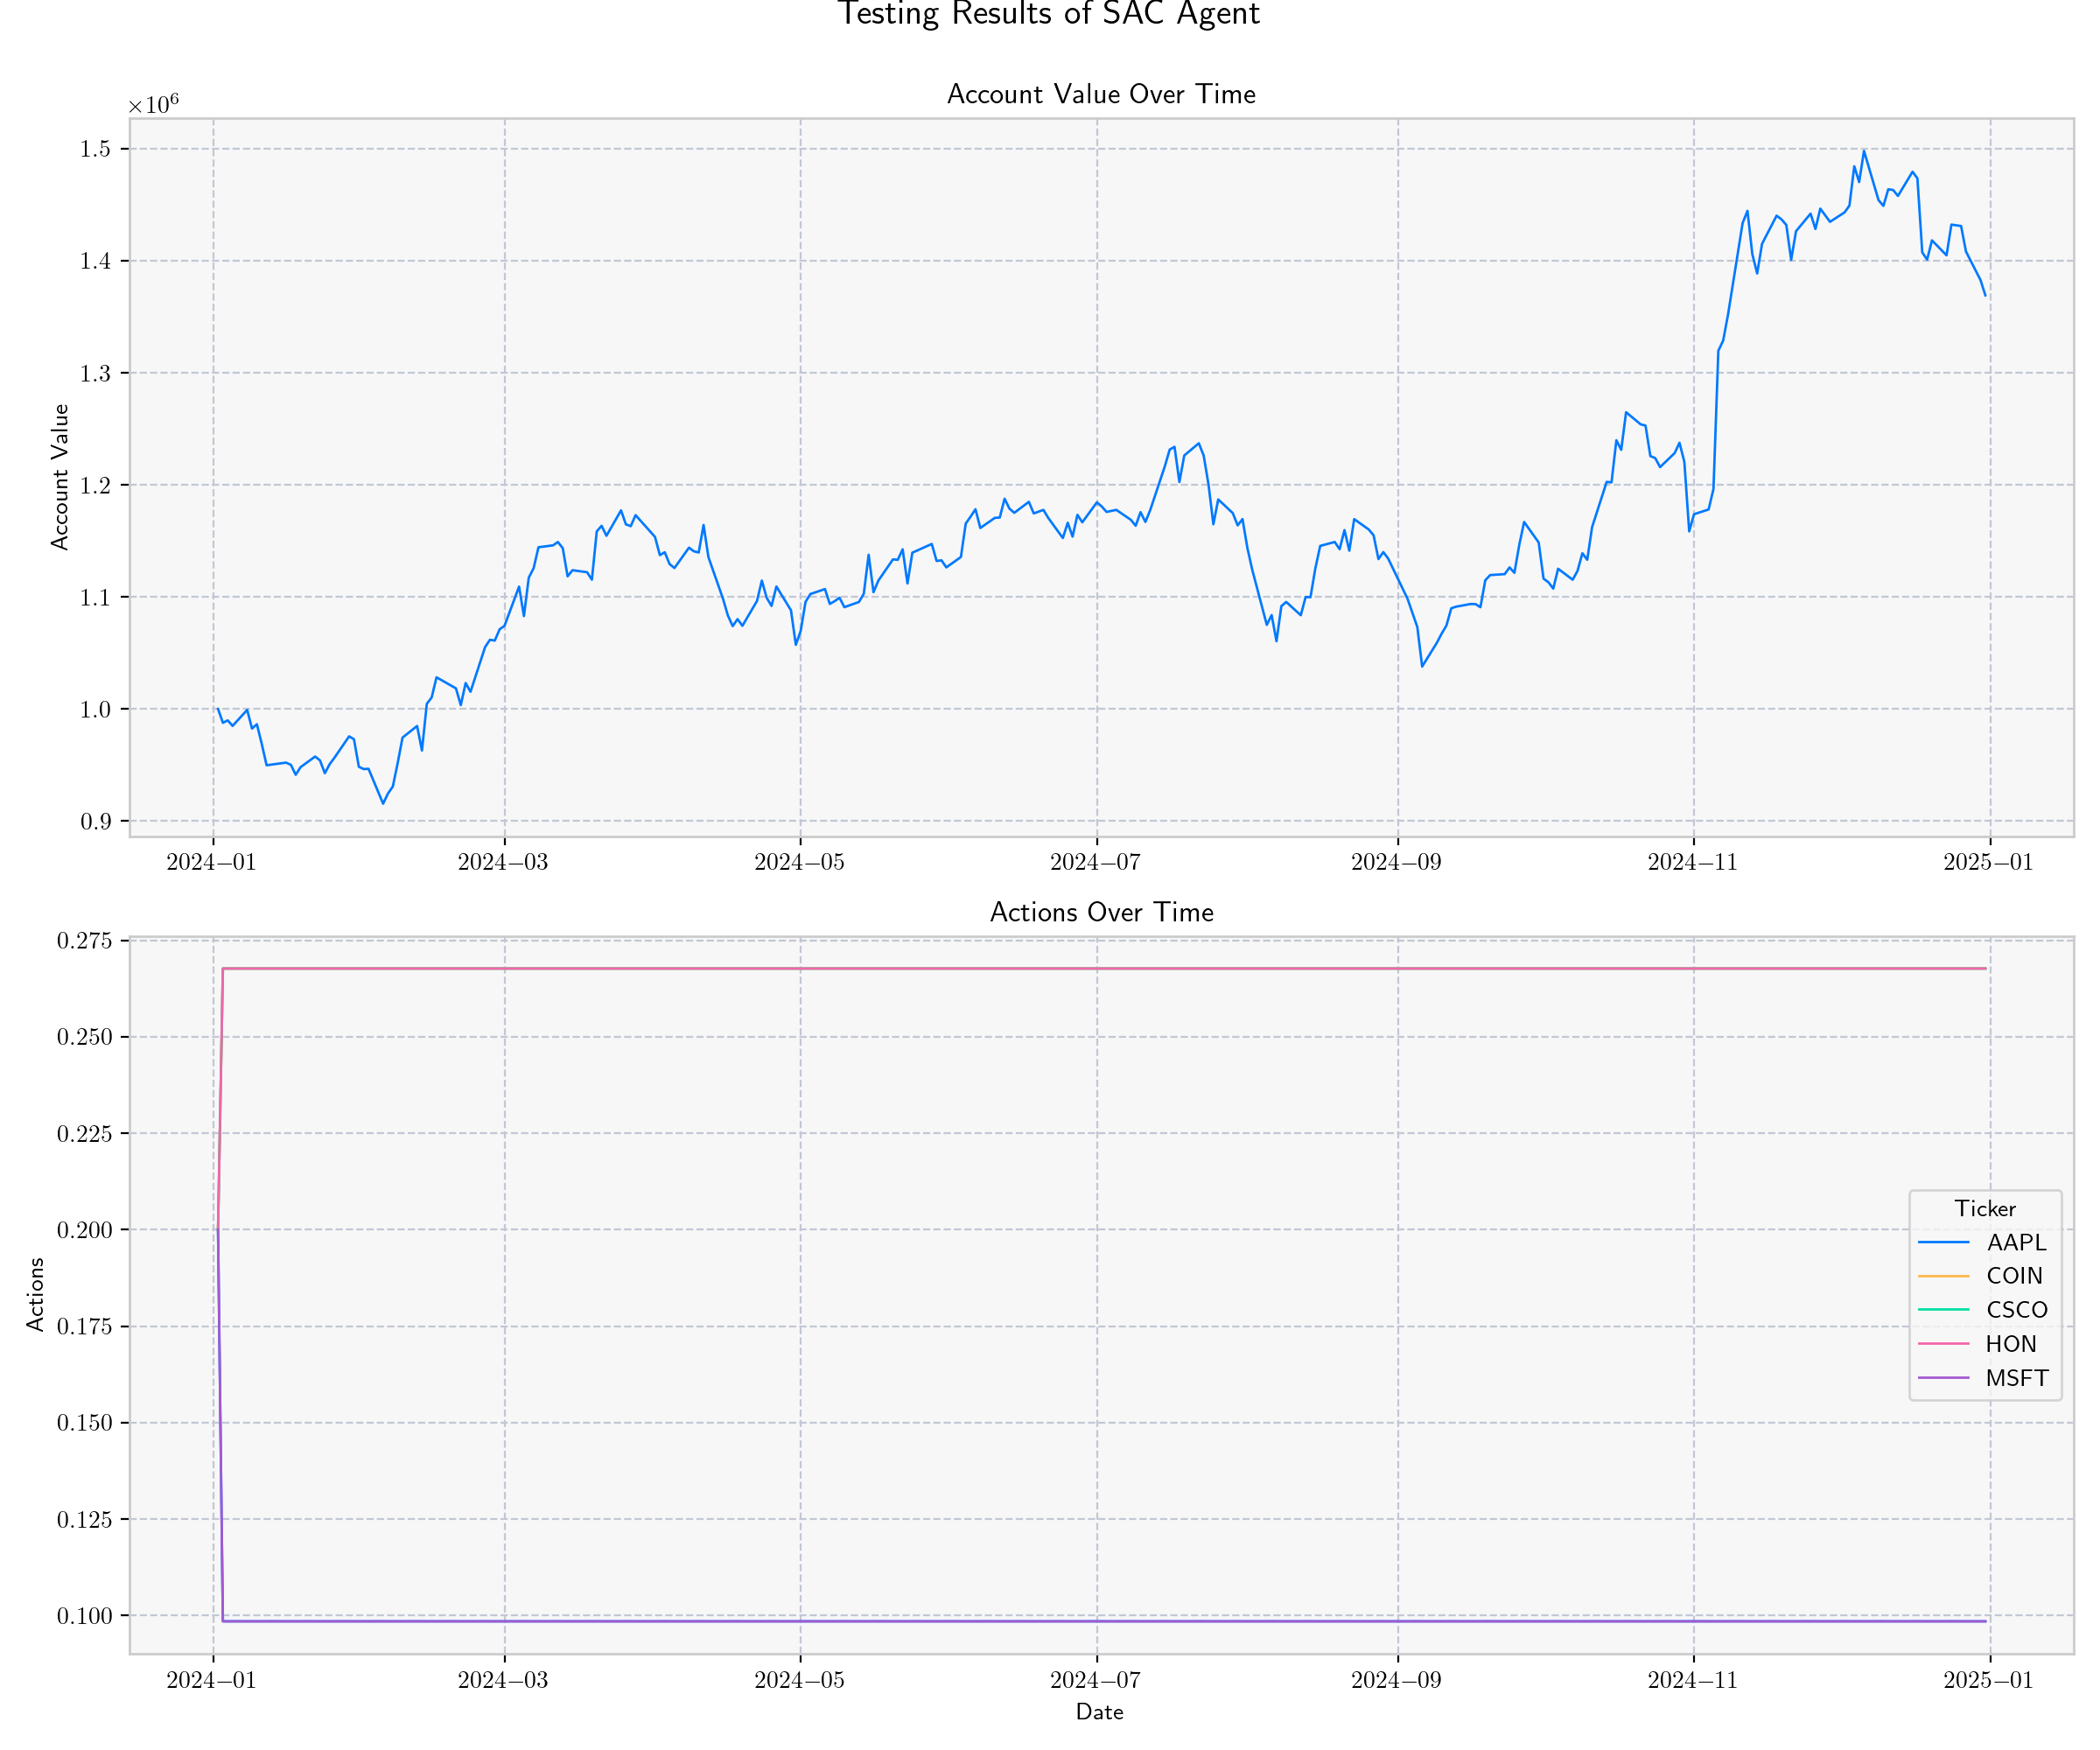 Testing Results of SAC Agent
Account Value Over Time
×10⁶
Account Value
1.5
1.4
1.3
1.2
1.1
1.0
0.9
2024–01 2024–03 2024–05 2024–07 2024–09 2024–11 2025–01
Actions Over Time
Actions
0.275
0.250
0.225
0.200
0.175
0.150
0.125
0.100
Ticker
AAPL
COIN
CSCO
HON
MSFT
2024–01 2024–03 2024–05 2024–07 2024–09 2024–11 2025–01
Date